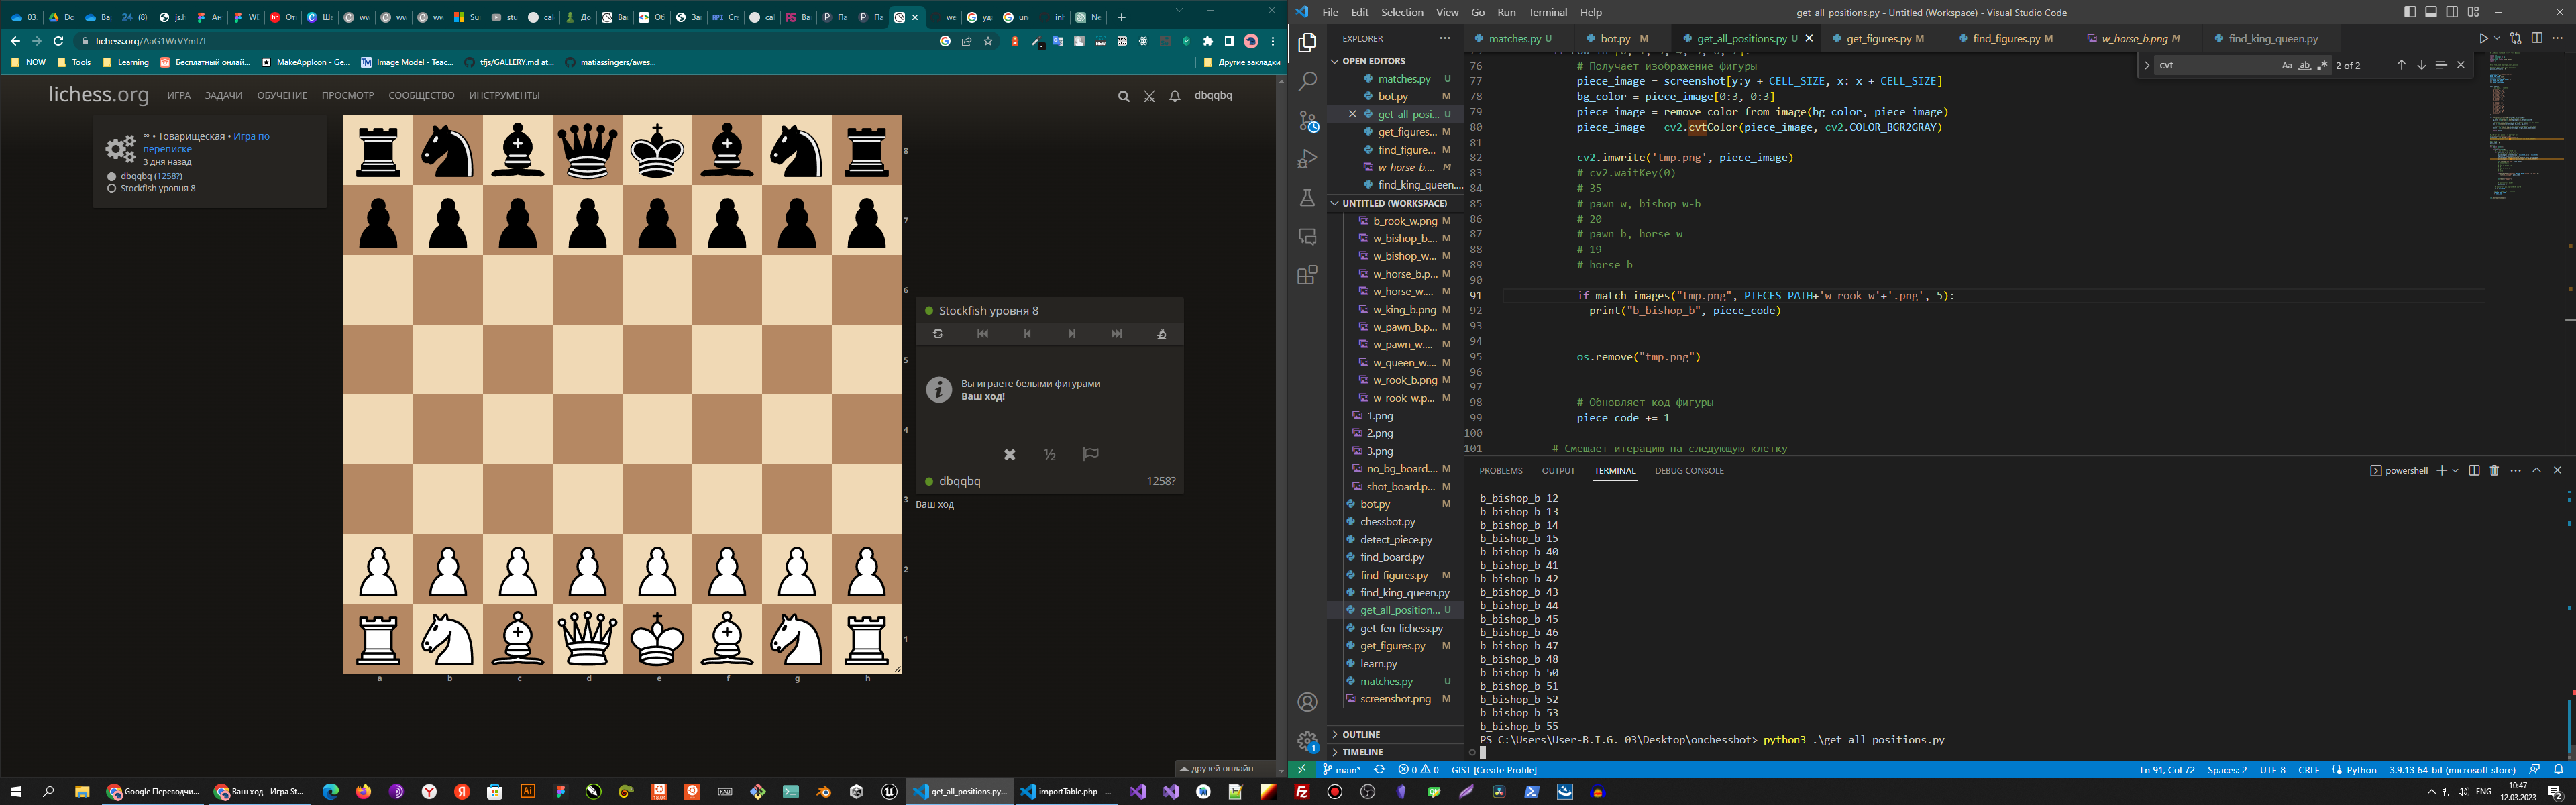 lichess.org/AaG1WrVYml7I
NOW
Tools
Learning
Бесплатный онлай...
MakeAppIcon - Ge...
Image Model - Teac...
tfjs/GALLERY.md at...
matiassingers/awes...
Другие закладки
lichess.org
ИГРА ЗАДАЧИ ОБУЧЕНИЕ ПРОСМОТР СООБЩЕСТВО ИНСТРУМЕНТЫ
dbqqbq
∞ • Товарищеская • Игра по
переписке
3 дня назад
dbqqbq (1258?)
Stockfish уровня 8
8
7
6
5
4
3
2
1
a b c d e f g h
Stockfish уровня 8
Вы играете белыми фигурами
Ваш ход!
½
dbqqbq 1258?
Ваш ход
друзей онлайн
File Edit Selection View Go Run Terminal Help
get_all_positions.py - Untitled (Workspace) - Visual Studio Code
EXPLORER
matches.py U
bot.py M
get_all_positions.py U
get_figures.py M
find_figures.py M
w_horse_b.png M
find_king_queen.py
cvt
Aa
ab
2 of 2
OPEN EDITORS
matches.py U
bot.py M
get_all_posi... U
get_figures... M
find_figure... M
w_horse_b.... M
find_king_queen....
UNTITLED (WORKSPACE)
b_rook_w.png M
w_bishop_b.... M
w_bishop_w... M
w_horse_b.p... M
w_horse_w.... M
w_king_b.png M
w_pawn_b.p... M
w_pawn_w.... M
w_queen_w.... M
w_rook_b.png M
w_rook_w.p... M
1.png
2.png
3.png
no_bg_board.... M
shot_board.p... M
bot.py M
chessbot.py
detect_piece.py
find_board.py
find_figures.py M
find_king_queen.py
get_all_position... U
get_fen_lichess.py
get_figures.py M
learn.py
matches.py U
screenshot.png M
OUTLINE
TIMELINE
76 # Получает изображение фигуры
77 piece_image = screenshot[y:y + CELL_SIZE, x: x + CELL_SIZE]
78 bg_color = piece_image[0:3, 0:3]
79 piece_image = remove_color_from_image(bg_color, piece_image)
80 piece_image = cv2.cvtColor(piece_image, cv2.COLOR_BGR2GRAY)
81
82 cv2.imwrite('tmp.png', piece_image)
83 # cv2.waitKey(0)
84 # 35
85 # pawn w, bishop w-b
86 # 20
87 # pawn b, horse w
88 # 19
89 # horse b
90
91 if match_images("tmp.png", PIECES_PATH+'w_rook_w'+'.png', 5):
92 print("b_bishop_b", piece_code)
93
94
95 os.remove("tmp.png")
96
97
98 # Обновляет код фигуры
99 piece_code += 1
100
101 # Смещает итерацию на следующую клетку
PROBLEMS OUTPUT TERMINAL DEBUG CONSOLE
powershell
b_bishop_b 12
b_bishop_b 13
b_bishop_b 14
b_bishop_b 15
b_bishop_b 40
b_bishop_b 41
b_bishop_b 42
b_bishop_b 43
b_bishop_b 44
b_bishop_b 45
b_bishop_b 46
b_bishop_b 47
b_bishop_b 48
b_bishop_b 50
b_bishop_b 51
b_bishop_b 52
b_bishop_b 53
b_bishop_b 55
PS C:\Users\User-B.I.G._03\Desktop\onchessbot> python3 .\get_all_positions.py
main*
0 0
GIST [Create Profile]
Ln 91, Col 72
Spaces: 2
UTF-8
CRLF
Python
3.9.13 64-bit (microsoft store)
Google Переводчи...
Ваш ход - Игра St...
get_all_positions.py...
importTable.php - ...
ENG
10:47
12.03.2023